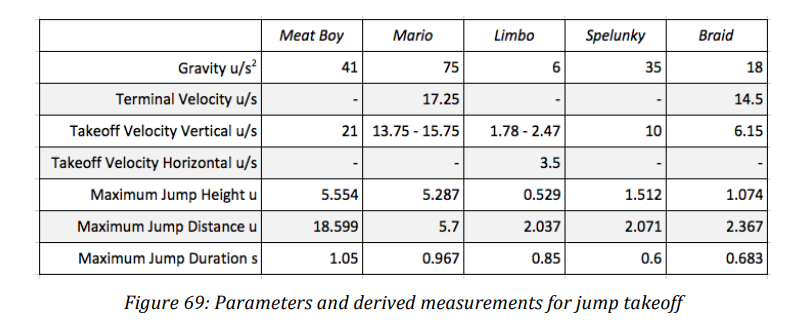 Meat Boy Mario Limbo Spelunky Braid
Gravity u/s² 41 75 6 35 18
Terminal Velocity u/s - 17.25 - - 14.5
Takeoff Velocity Vertical u/s 21 13.75 - 15.75 1.78 - 2.47 10 6.15
Takeoff Velocity Horizontal u/s - - 3.5 - -
Maximum Jump Height u 5.554 5.287 0.529 1.512 1.074
Maximum Jump Distance u 18.599 5.7 2.037 2.071 2.367
Maximum Jump Duration s 1.05 0.967 0.85 0.6 0.683
Figure 69: Parameters and derived measurements for jump takeoff